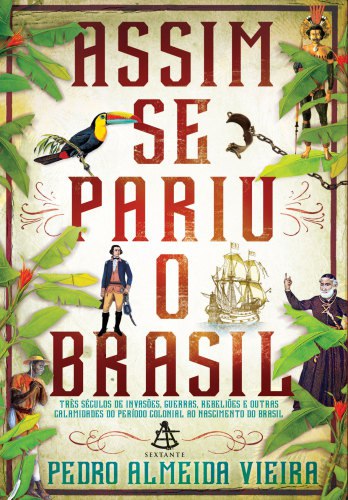 ASSIM
SE
PARIU
O
BRASIL
TRÊS SÉCULOS DE INVASÕES, GUERRAS, REBELIÕES E OUTRAS
CALAMIDADES DO PERÍODO COLONIAL AO NASCIMENTO DO BRASIL
SEXTANTE
PEDRO ALMEIDA VIEIRA